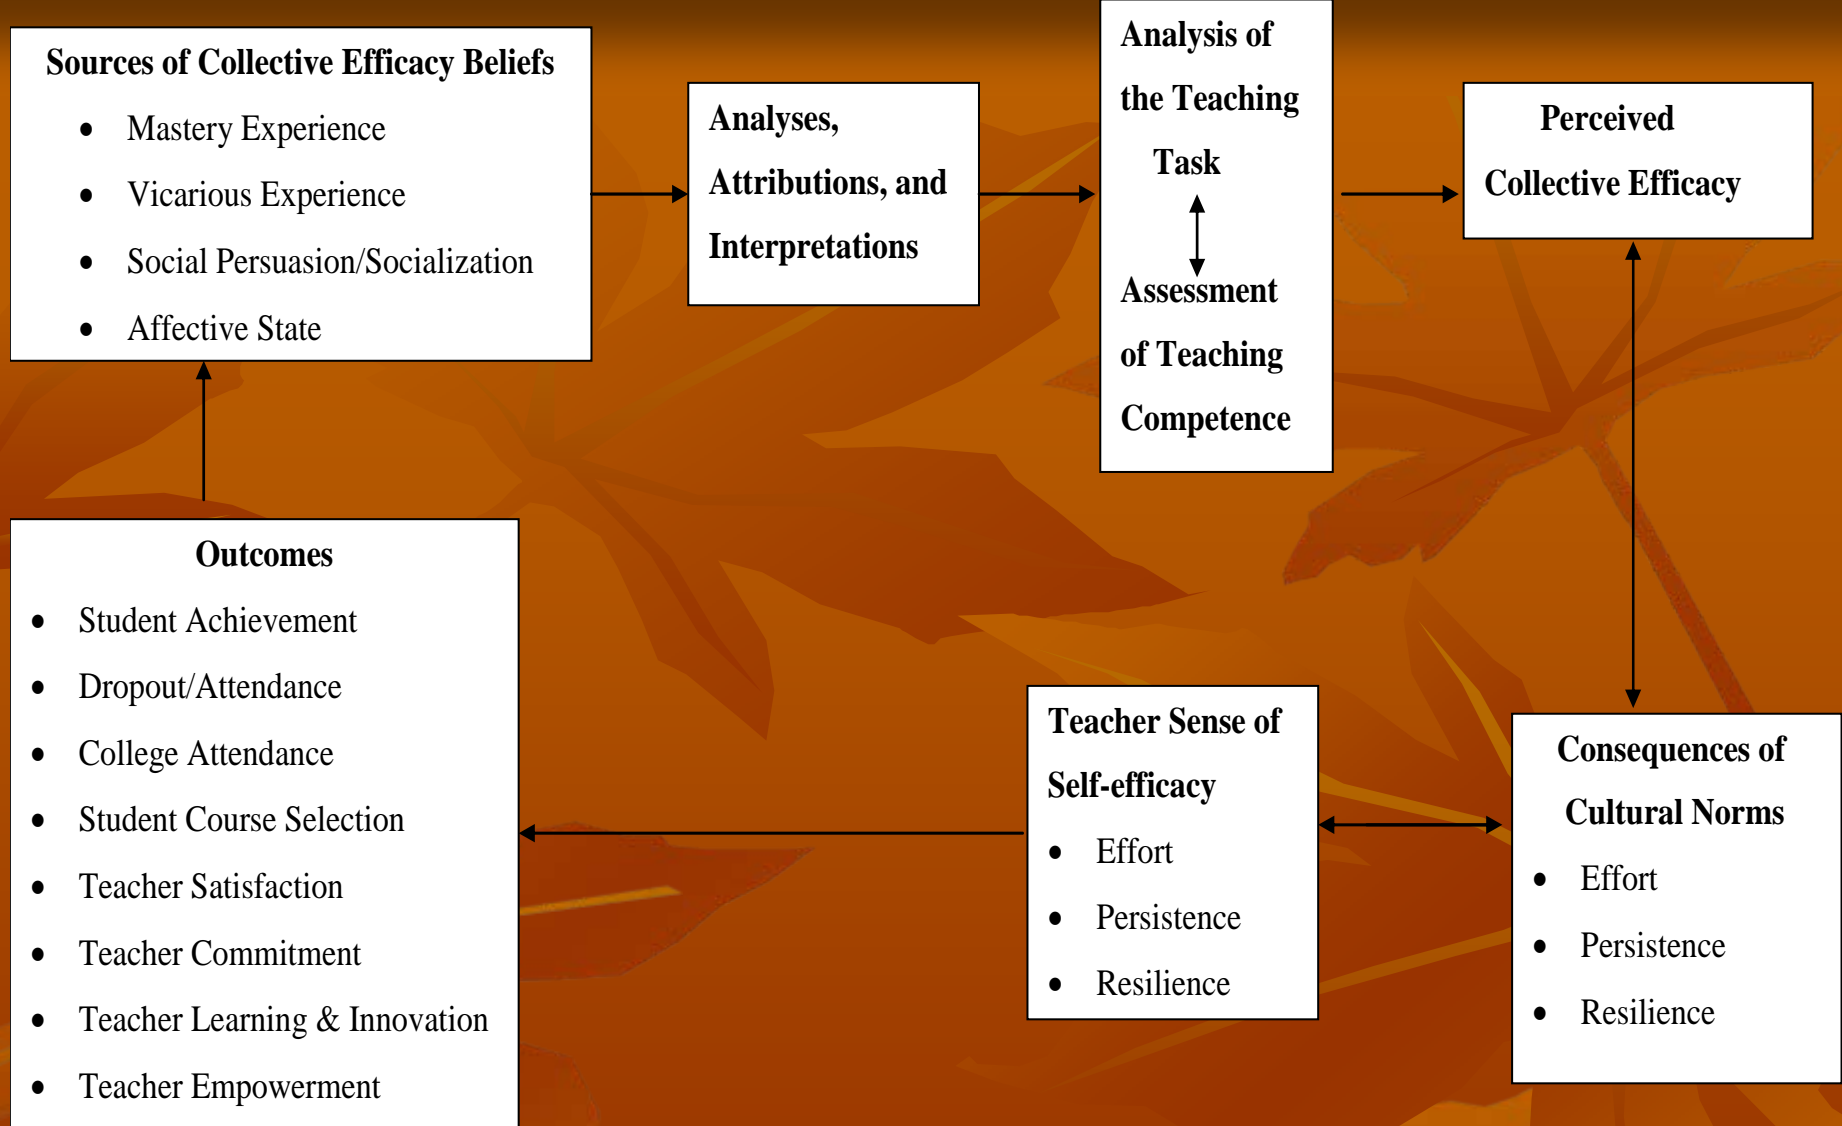 Sources of Collective Efficacy Beliefs
• Mastery Experience
• Vicarious Experience
• Social Persuasion/Socialization
• Affective State
Analyses,
Attributions, and
Interpretations
Analysis of
the Teaching
Task
Assessment
of Teaching
Competence
Perceived
Collective Efficacy
Consequences of
Cultural Norms
• Effort
• Persistence
• Resilience
Teacher Sense of
Self-efficacy
• Effort
• Persistence
• Resilience
Outcomes
• Student Achievement
• Dropout/Attendance
• College Attendance
• Student Course Selection
• Teacher Satisfaction
• Teacher Commitment
• Teacher Learning & Innovation
• Teacher Empowerment